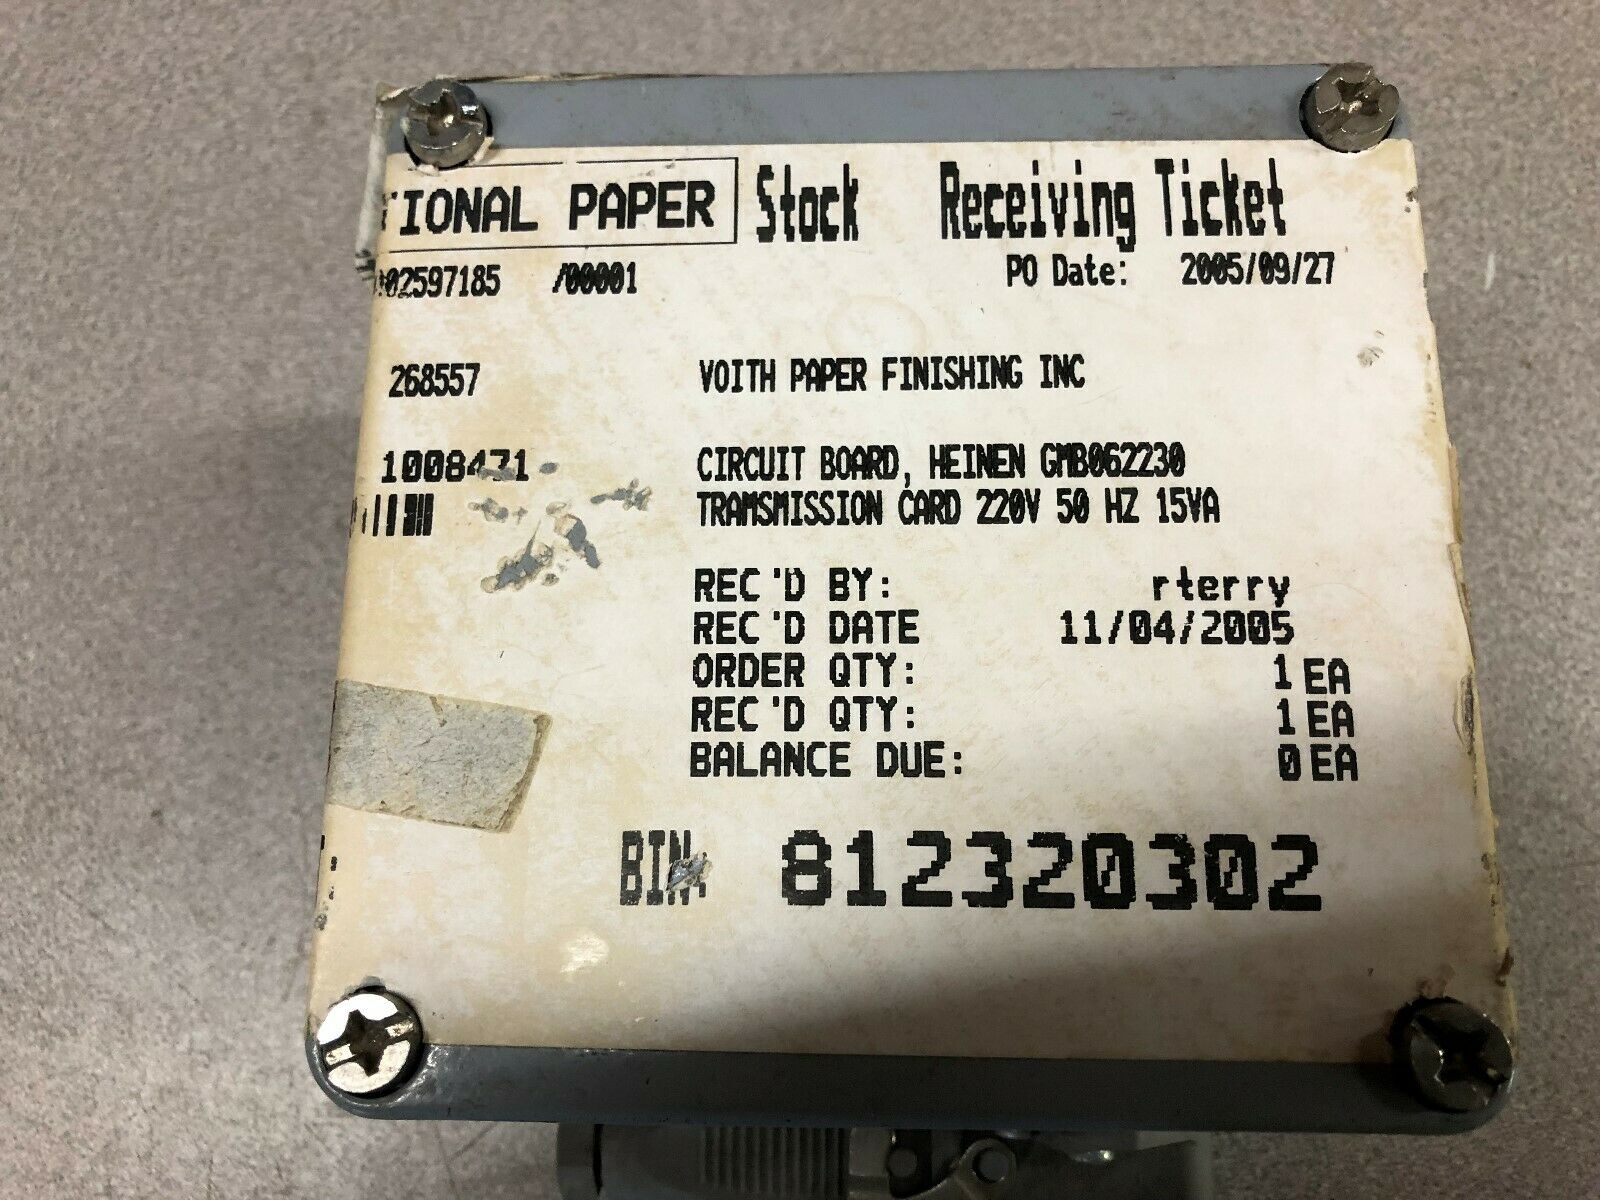 TIONAL PAPER Stock Receiving Ticket
02597185 /00001 PO Date: 2005/09/27
268557 VOITH PAPER FINISHING INC
1008471 CIRCUIT BOARD, HEINEN GMB062230
TRAMSMISSION CARD 220V 50 HZ 15VA
REC'D BY: rterry
REC'D DATE 11/04/2005
ORDER QTY: 1 EA
REC'D QTY: 1 EA
BALANCE DUE: 0 EA
BIN: 812320302